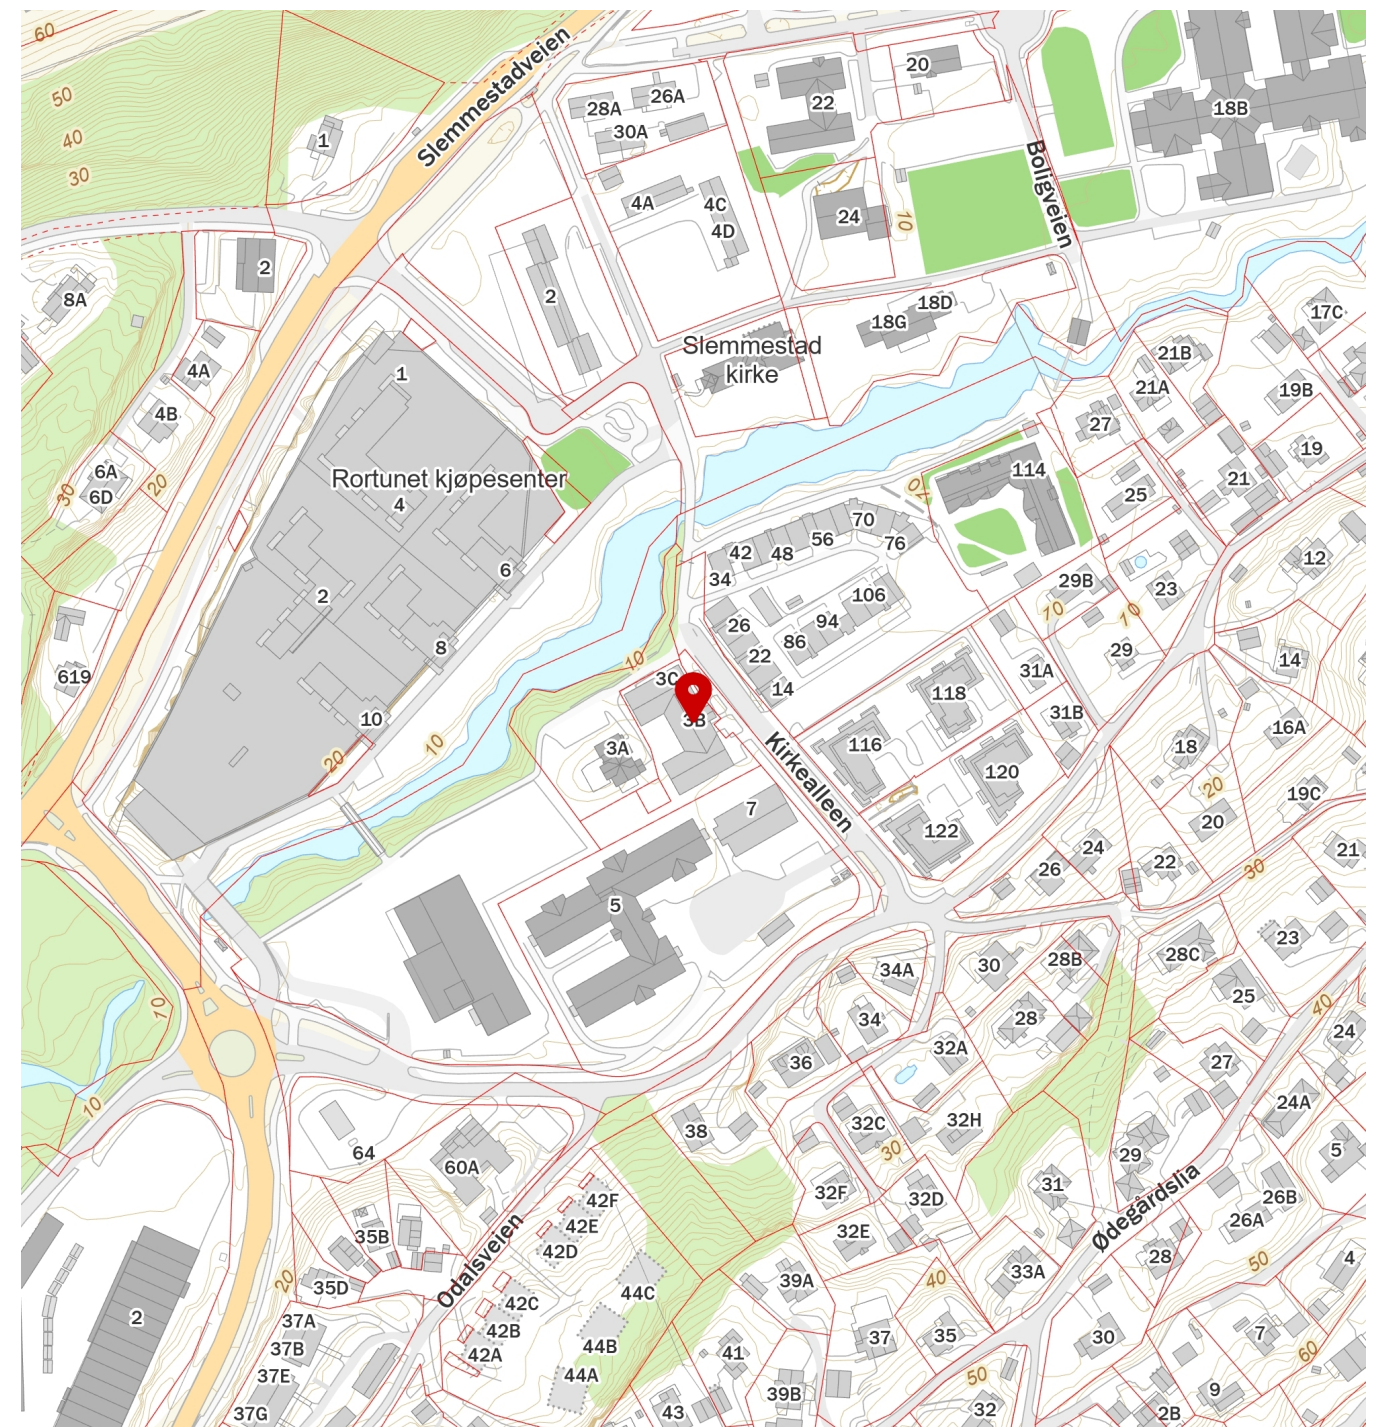 60
50
40
30
Slemmestadveien
1
28A
26A
30A
22
20
18B
Boligveien
4A
4C
4D
24
10
2
2
8A
18D
18G
17C
Slemmestad
kirke
21B
4A
1
21A
19B
4B
27
19
Rortunet kjøpesenter
4
6A
6D
30
20
114
21
10
25
70
56
42
48
76
34
12
6
29B
23
10
10
2
106
94
26
86
8
22
29
14
31A
619
10
3C
14
118
31B
16A
10
10
3B
3A
Kirkealleen
116
18
20
120
20
19C
7
122
20
24
26
22
21
30
5
34A
30
28B
28C
23
25
10
34
28
40
24
36
32A
27
24A
10
38
32C
32H
30
5
64
60A
29
31
32F
32D
Ødegårdslia
26B
26A
42F
42E
42D
35B
32E
28
50
4
Odalsveien
20
35D
44C
39A
40
33A
42C
42B
42A
2
37A
37B
37E
37G
44B
44A
41
37
35
30
7
60
50
39B
43
32
9
2B